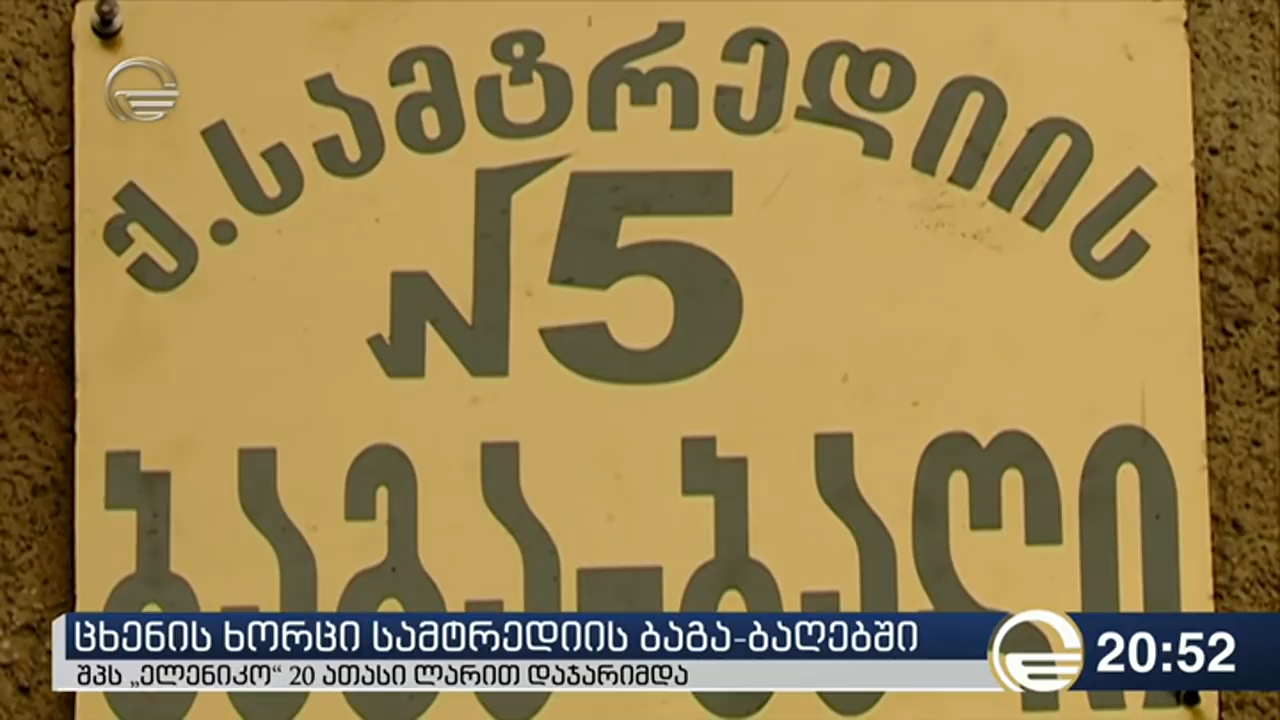 ქ.სამტრედიის
№5
ბაგა-ბაღი
ცხენის ხორცი სამტრედიის ბაგა-ბაღებში
შპს „ელენიკო“ 20 ათასი ლარით დაჯარიმდა
20:52